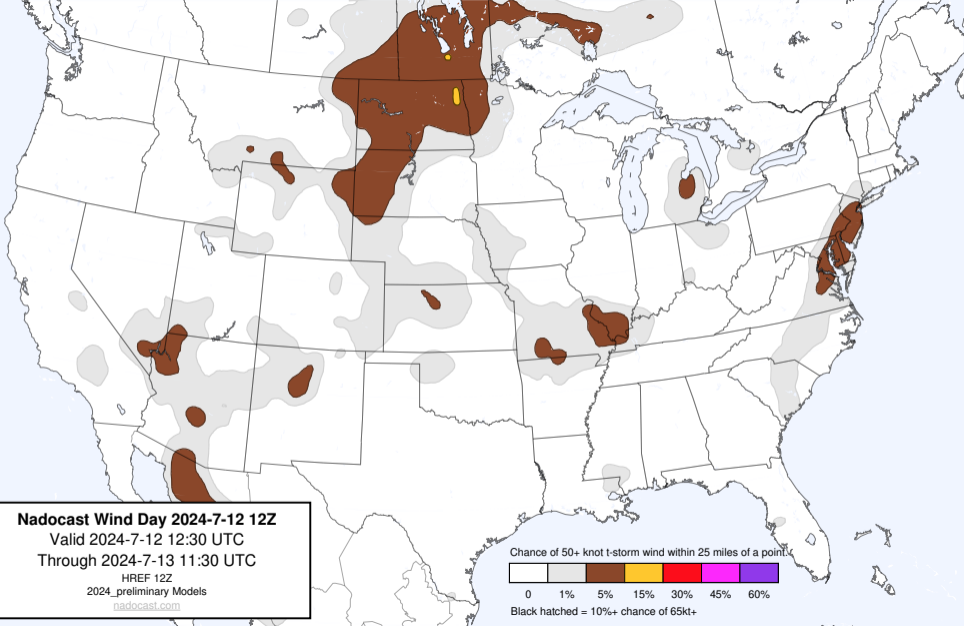 Nadocast Wind Day 2024-7-12 12Z
Valid 2024-7-12 12:30 UTC
Through 2024-7-13 11:30 UTC
HREF 12Z
2024_preliminary Models
nadocast.com
Chance of 50+ knot t-storm wind within 25 miles of a point.
0 1% 5% 15% 30% 45% 60%
Black hatched = 10%+ chance of 65kt+